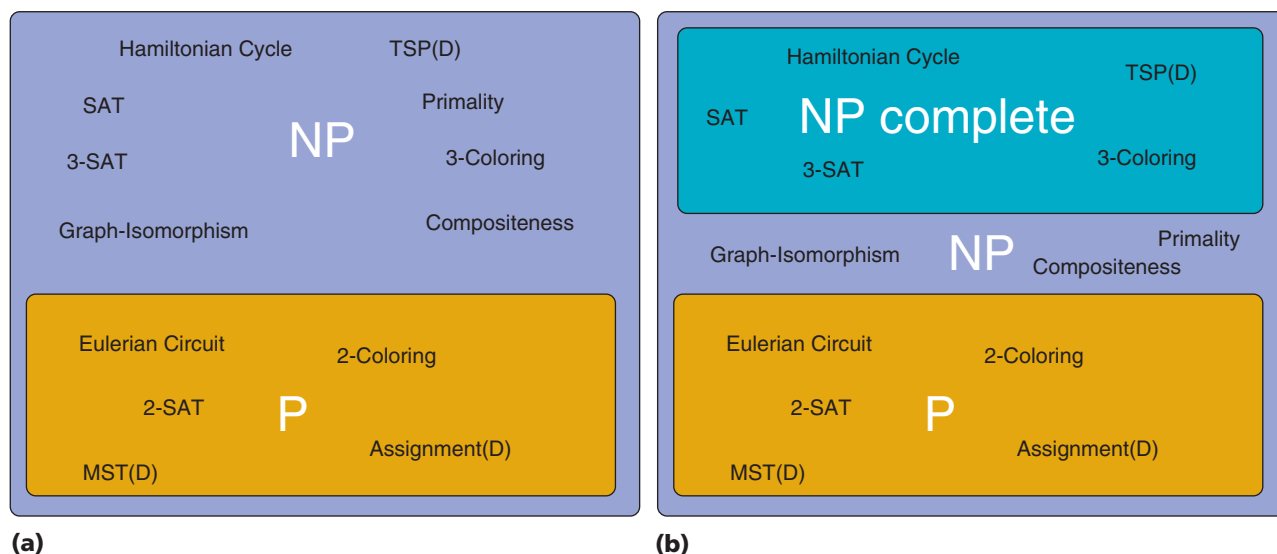 Hamiltonian Cycle
TSP(D)
SAT
Primality
NP
3-SAT
3-Coloring
Graph-Isomorphism
Compositeness
Eulerian Circuit
2-Coloring
2-SAT
P
Assignment(D)
MST(D)
(a)
Hamiltonian Cycle
TSP(D)
SAT
NP complete
3-SAT
3-Coloring
Graph-Isomorphism
NP
Primality
Compositeness
Eulerian Circuit
2-Coloring
2-SAT
P
Assignment(D)
MST(D)
(b)